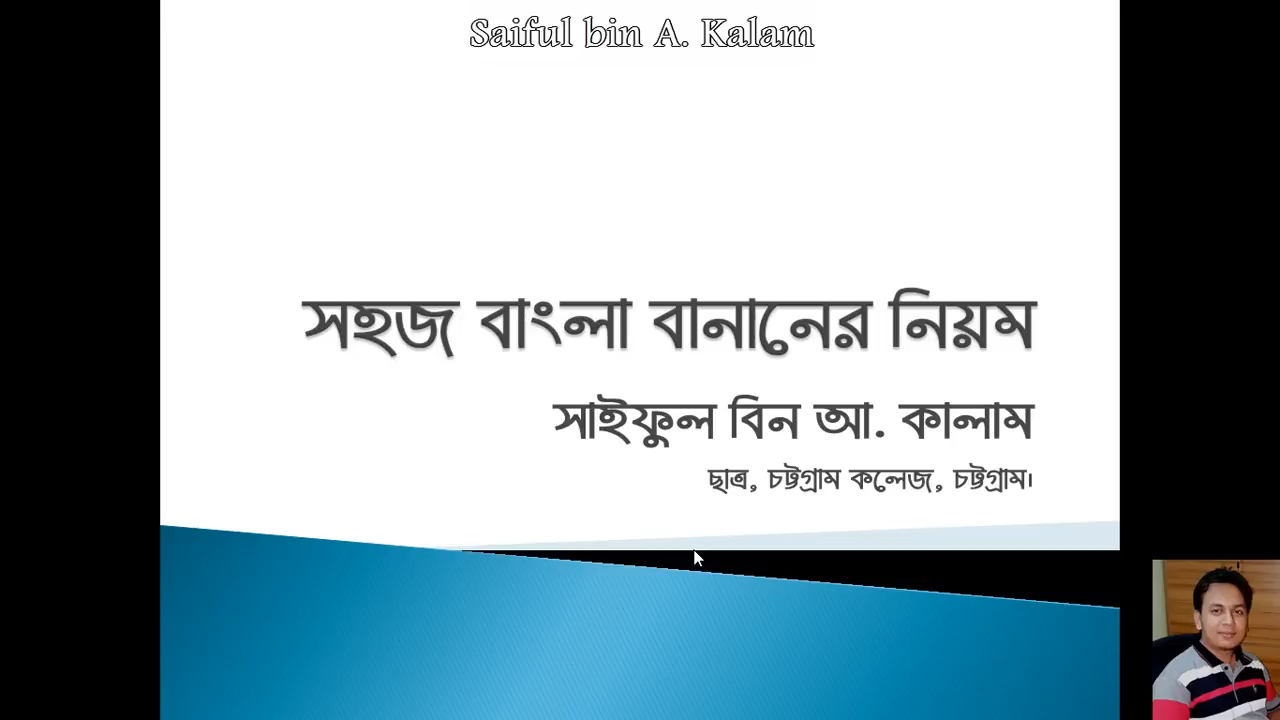 Saiful bin A. Kalam
সহজ বাংলা বানানের নিয়ম
সাইফুল বিন আ. কালাম
ছাত্র, চট্টগ্রাম কলেজ, চট্টগ্রাম।